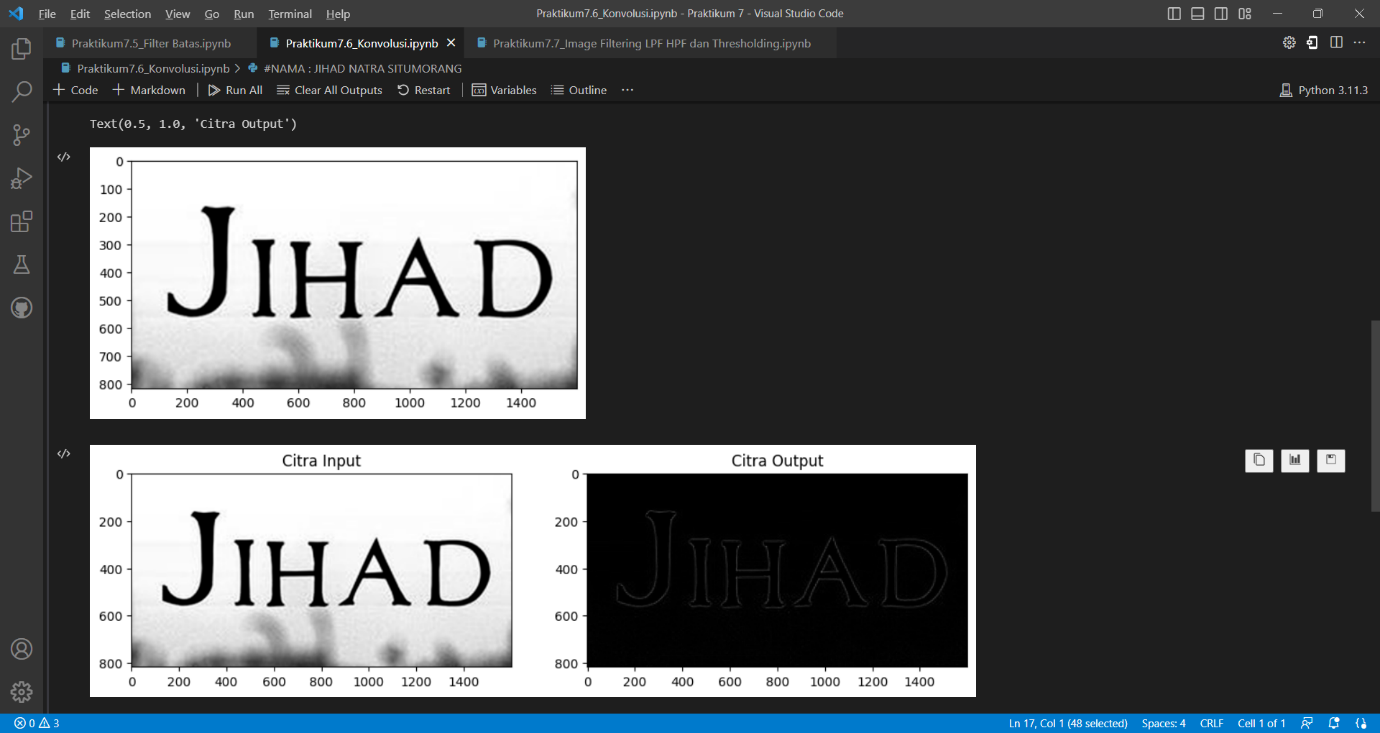 File Edit Selection View Go Run Terminal Help Praktikum7.6_Konvolusi.ipynb - Praktikum 7 - Visual Studio Code
Praktikum7.5_Filter Batas.ipynb Praktikum7.6_Konvolusi.ipynb Praktikum7.7_Image Filtering LPF HPF dan Thresholding.ipynb
Praktikum7.6_Konvolusi.ipynb > #NAMA : JIHAD NATRA SITUMORANG
+ Code + Markdown Run All Clear All Outputs Restart Variables Outline ... Python 3.11.3
Text(0.5, 1.0, 'Citra Output')
0
100
200
300
400
500
600
700
800
JIHAD
0 200 400 600 800 1000 1200 1400
Citra Input
0
200
400
600
800
JIHAD
0 200 400 600 800 1000 1200 1400
Citra Output
0
200
400
600
800
JIHAD
0 200 400 600 800 1000 1200 1400
0 3 Ln 17, Col 1 (48 selected) Spaces: 4 CRLF Cell 1 of 1